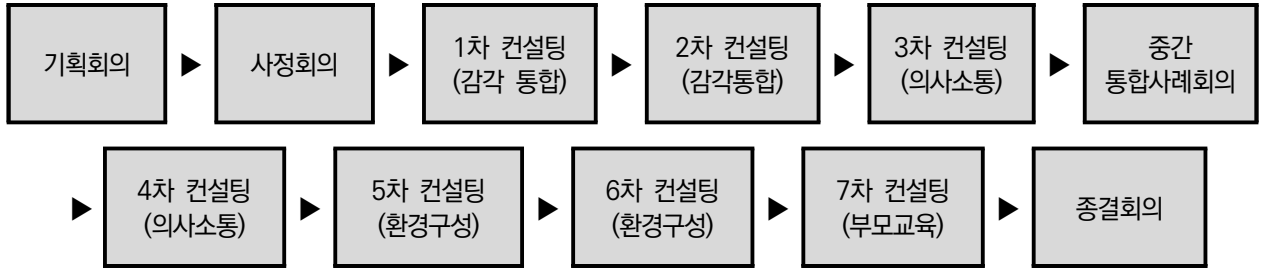 기획회의
▶
사정회의
▶
1차 컨설팅
(감각 통합)
▶
2차 컨설팅
(감각통합)
▶
3차 컨설팅
(의사소통)
▶
중간
통합사례회의
▶
4차 컨설팅
(의사소통)
▶
5차 컨설팅
(환경구성)
▶
6차 컨설팅
(환경구성)
▶
7차 컨설팅
(부모교육)
▶
종결회의